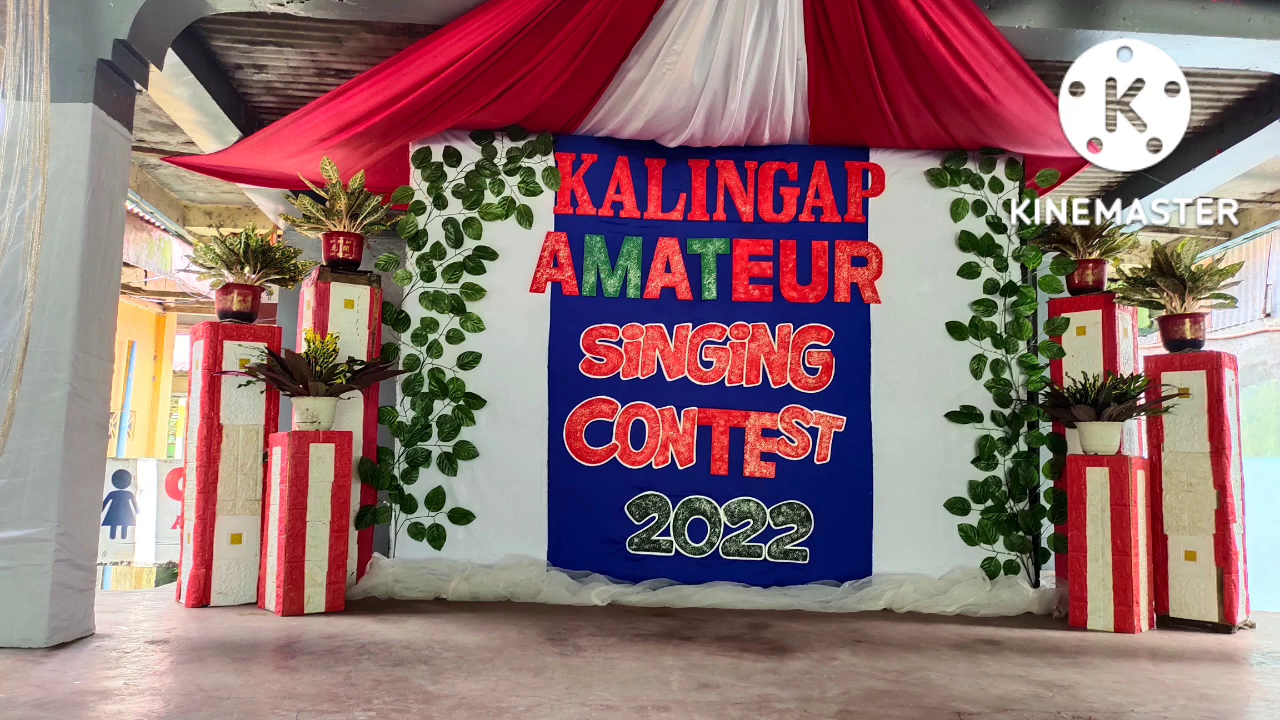 KALINGAP
AMATEUR
SiNGiNG
CONTEST
2022
K
KINEMASTER